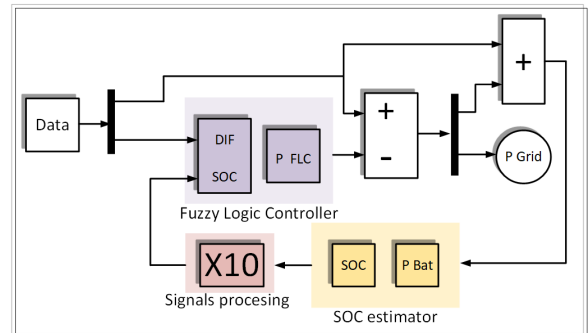 Data
DIF
SOC
P FLC
Fuzzy Logic Controller
+
-
+
P Grid
X10
Signals procesing
SOC
P Bat
SOC estimator